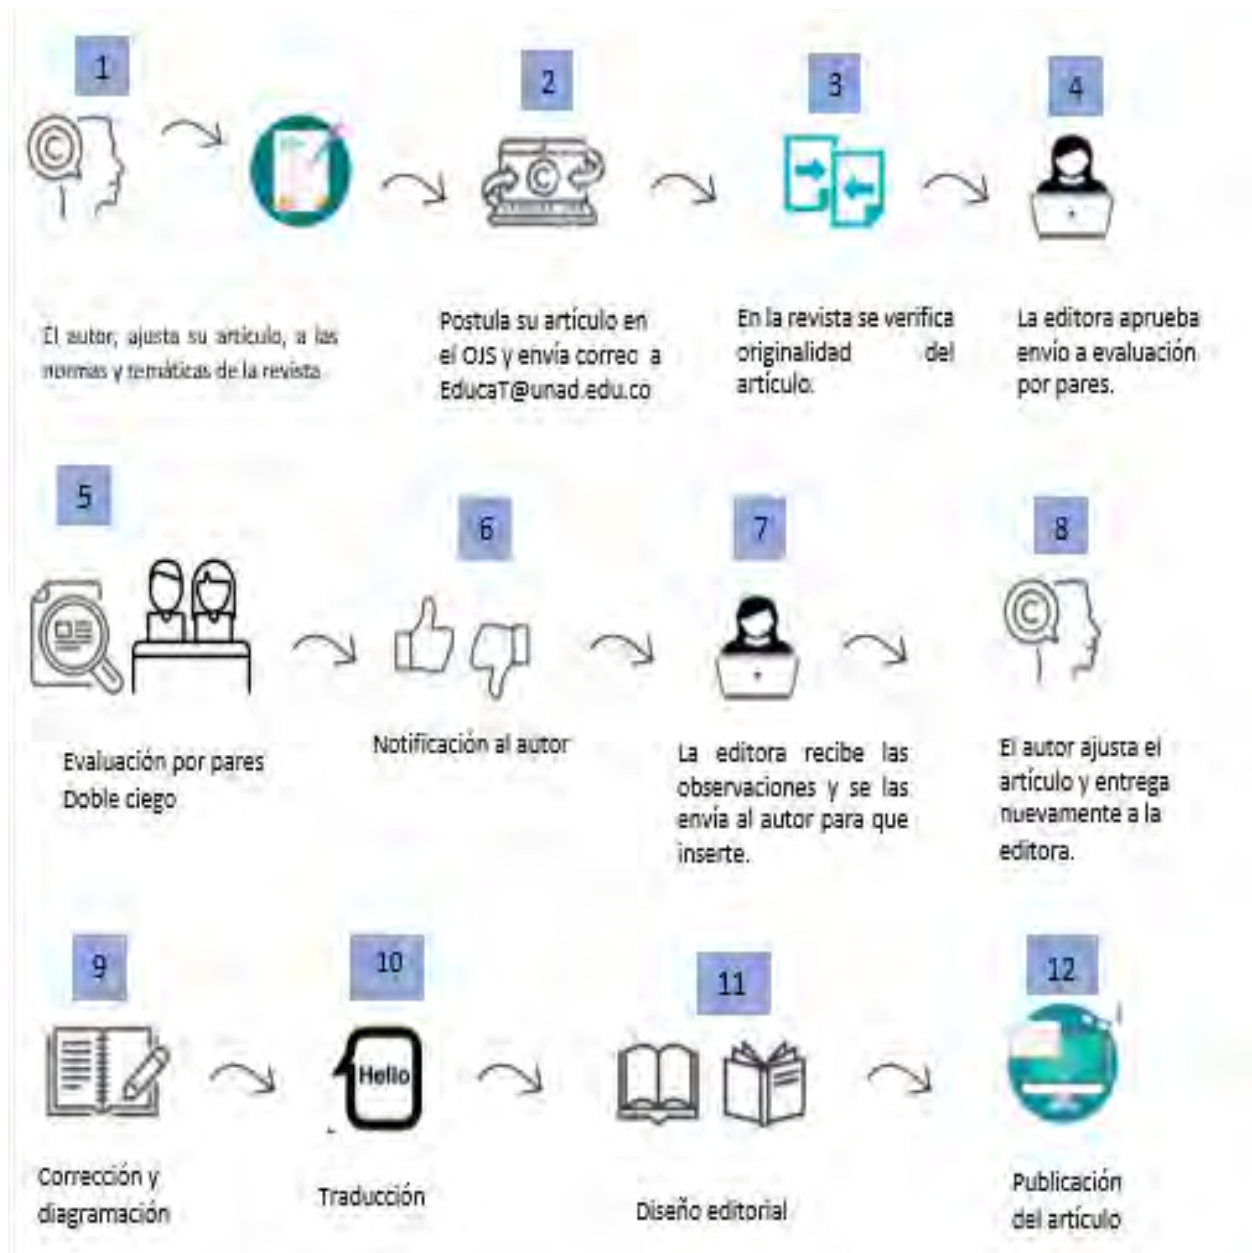 1
2
3
4
El autor, ajusta su artículo, a las
normas y temáticas de la revista
Postula su artículo en
el OJS y envía correo a
EducaT@unad.edu.co
En la revista se verifica
originalidad del
artículo.
La editora aprueba
envío a evaluación
por pares.
5
6
7
8
Evaluación por pares
Doble ciego
Notificación al autor
La editora recibe las
observaciones y se las
envía al autor para que
inserte.
El autor ajusta el
artículo y entrega
nuevamente a la
editora.
9
10
11
12
Hello
Corrección y
diagramación
Traducción
Diseño editorial
Publicación
del artículo